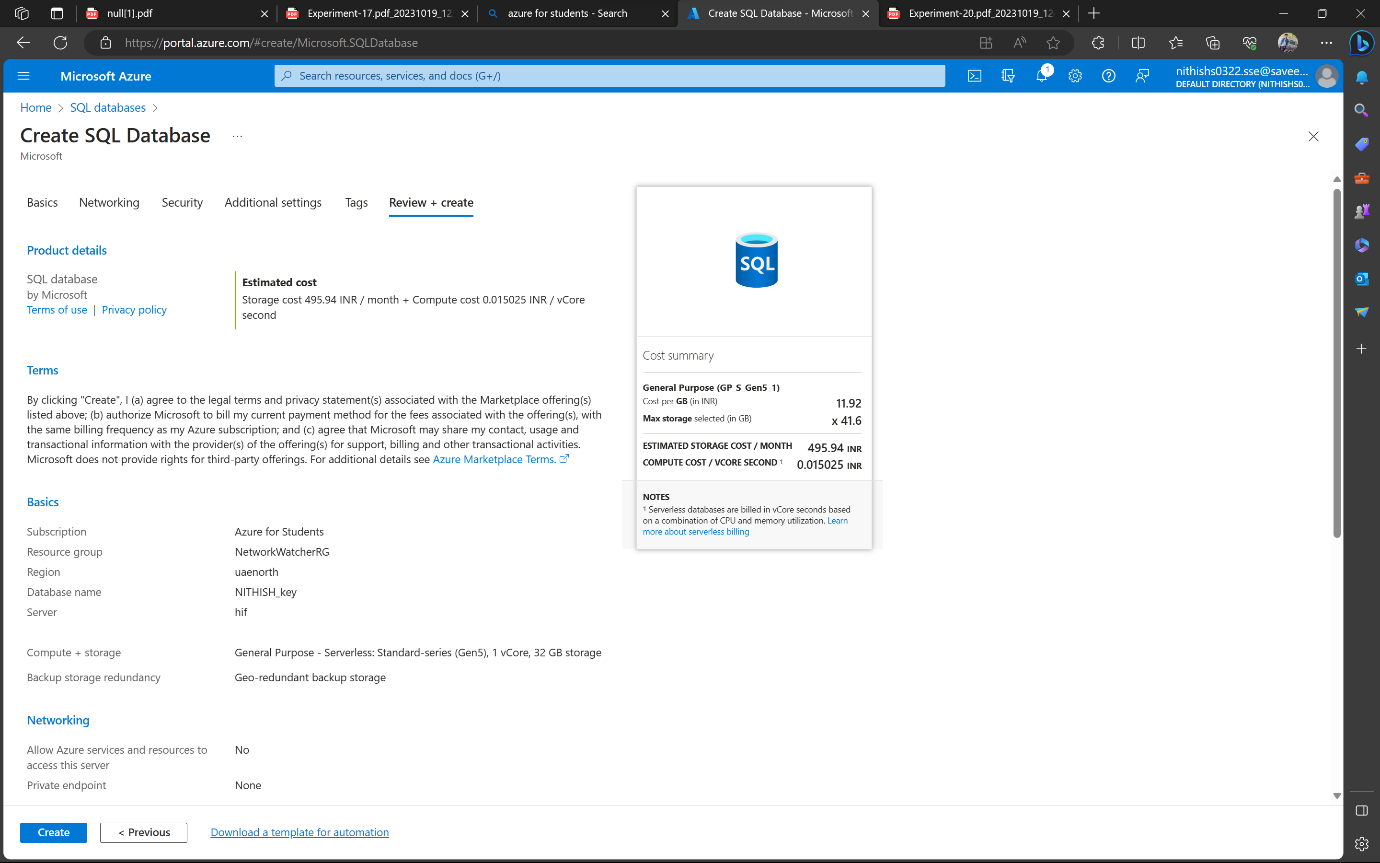 null[1].pdf
Experiment-17.pdf_20231019_12
azure for students - Search
Create SQL Database - Microsoft
Experiment-20.pdf_20231019_12
https://portal.azure.com/#create/Microsoft.SQLDatabase
Microsoft Azure
Search resources, services, and docs (G+/)
1
nithishs0322.sse@savee...
DEFAULT DIRECTORY (NITHISHS0...
Home > SQL databases >
Create SQL Database ...
Microsoft
Basics
Networking
Security
Additional settings
Tags
Review + create
Product details
SQL database
by Microsoft
Terms of use | Privacy policy
Estimated cost
Storage cost 495.94 INR / month + Compute cost 0.015025 INR / vCore
second
Terms
By clicking "Create", I (a) agree to the legal terms and privacy statement(s) associated with the Marketplace offering(s)
listed above; (b) authorize Microsoft to bill my current payment method for the fees associated with the offering(s), with
the same billing frequency as my Azure subscription; and (c) agree that Microsoft may share my contact, usage and
transactional information with the provider(s) of the offering(s) for support, billing and other transactional activities.
Microsoft does not provide rights for third-party offerings. For additional details see Azure Marketplace Terms.
Basics
Subscription Azure for Students
Resource group NetworkWatcherRG
Region uaenorth
Database name NITHISH_key
Server hif
Compute + storage General Purpose - Serverless: Standard-series (Gen5), 1 vCore, 32 GB storage
Backup storage redundancy Geo-redundant backup storage
Networking
Allow Azure services and resources to No
access this server
Private endpoint None
SQL
Cost summary
General Purpose (GP_S_Gen5_1)
Cost per GB (in INR) 11.92
Max storage selected (in GB) x 41.6
ESTIMATED STORAGE COST / MONTH 495.94 INR
COMPUTE COST / VCORE SECOND ¹ 0.015025 INR
NOTES
¹ Serverless databases are billed in vCore seconds based
on a combination of CPU and memory utilization. Learn
more about serverless billing
Create
< Previous
Download a template for automation